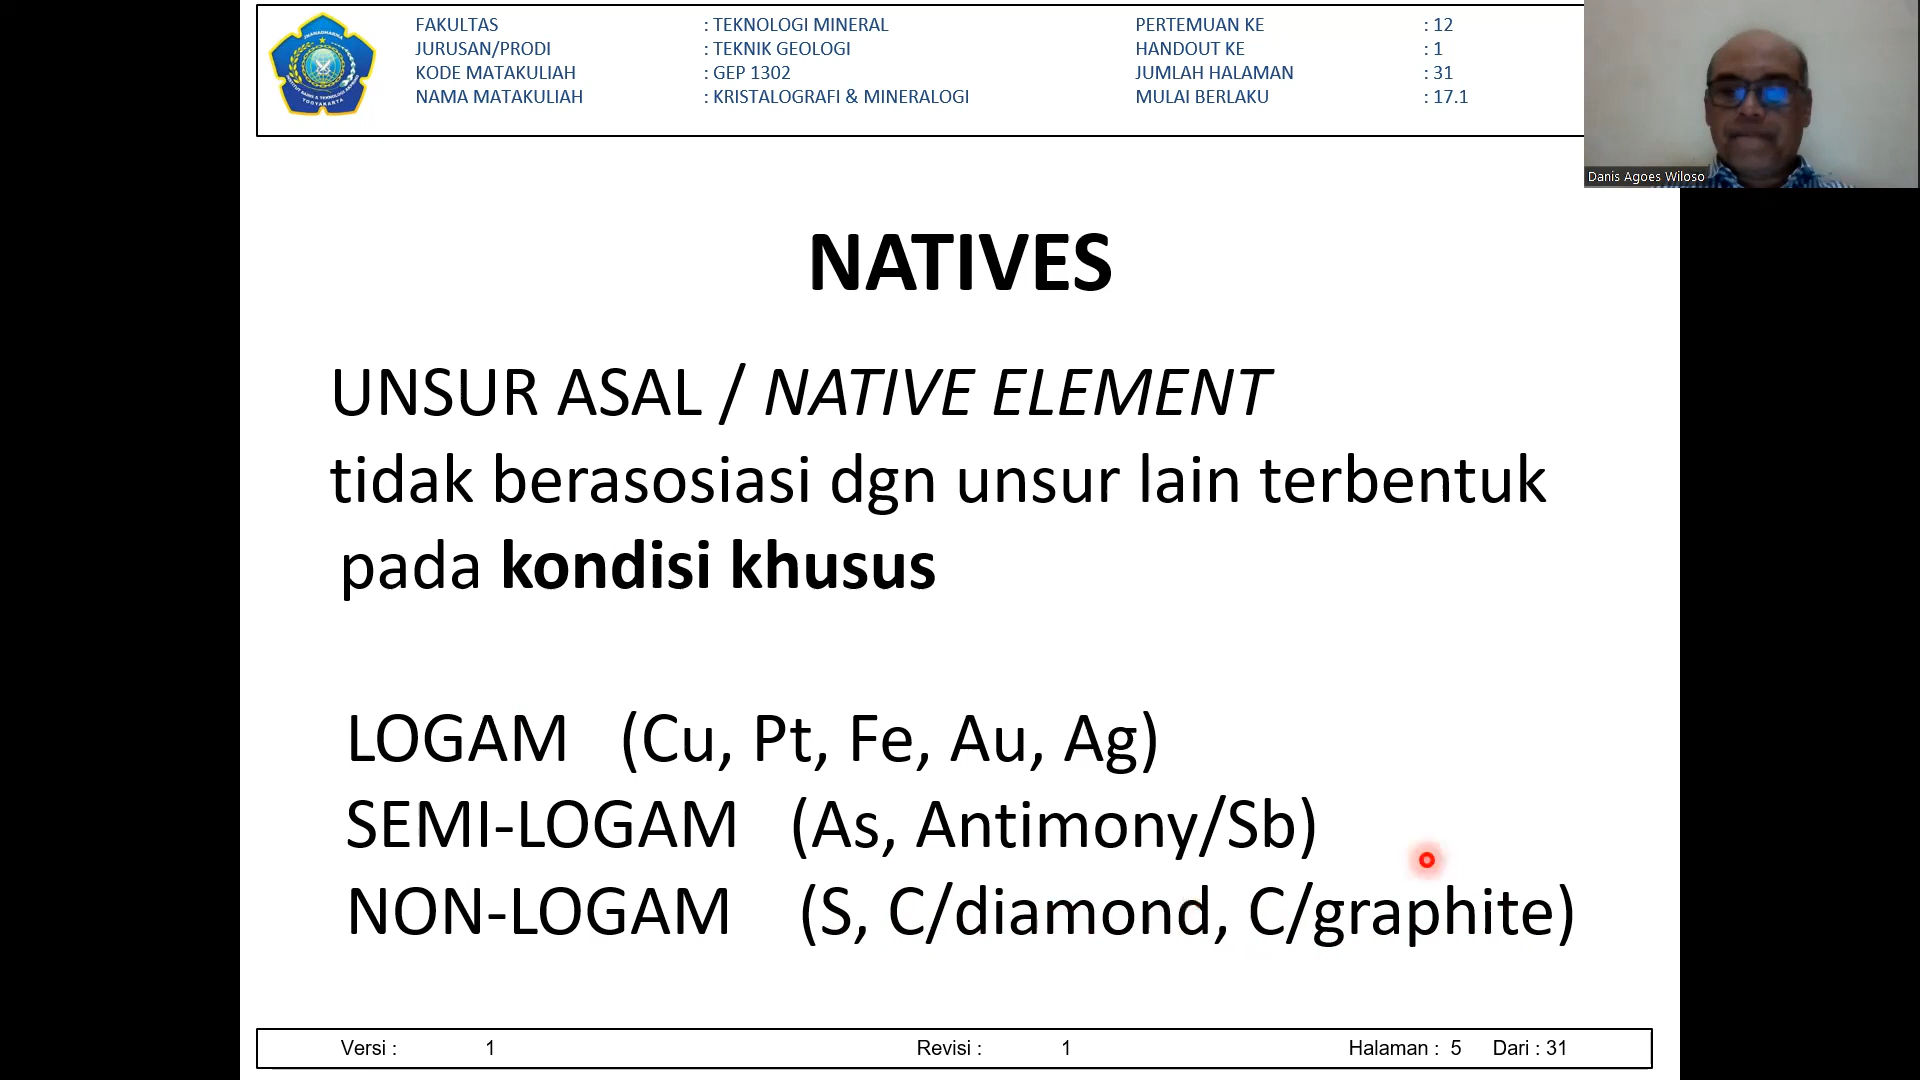 FAKULTAS : TEKNOLOGI MINERAL PERTEMUAN KE : 12
JURUSAN/PRODI : TEKNIK GEOLOGI HANDOUT KE : 1
KODE MATAKULIAH : GEP 1302 JUMLAH HALAMAN : 31
NAMA MATAKULIAH : KRISTALOGRAFI & MINERALOGI MULAI BERLAKU : 17.1
Danis Agoes Wiloso
NATIVES
UNSUR ASAL / NATIVE ELEMENT
tidak berasosiasi dgn unsur lain terbentuk
pada kondisi khusus
LOGAM (Cu, Pt, Fe, Au, Ag)
SEMI-LOGAM (As, Antimony/Sb)
NON-LOGAM (S, C/diamond, C/graphite)
Versi : 1 Revisi : 1 Halaman : 5 Dari : 31